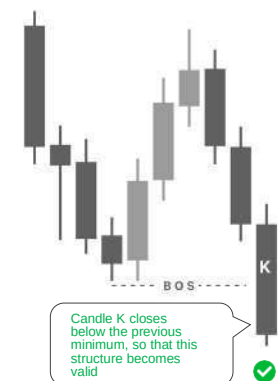 K
BOS
Candle K closes
below the previous
minimum, so that this
structure becomes
valid